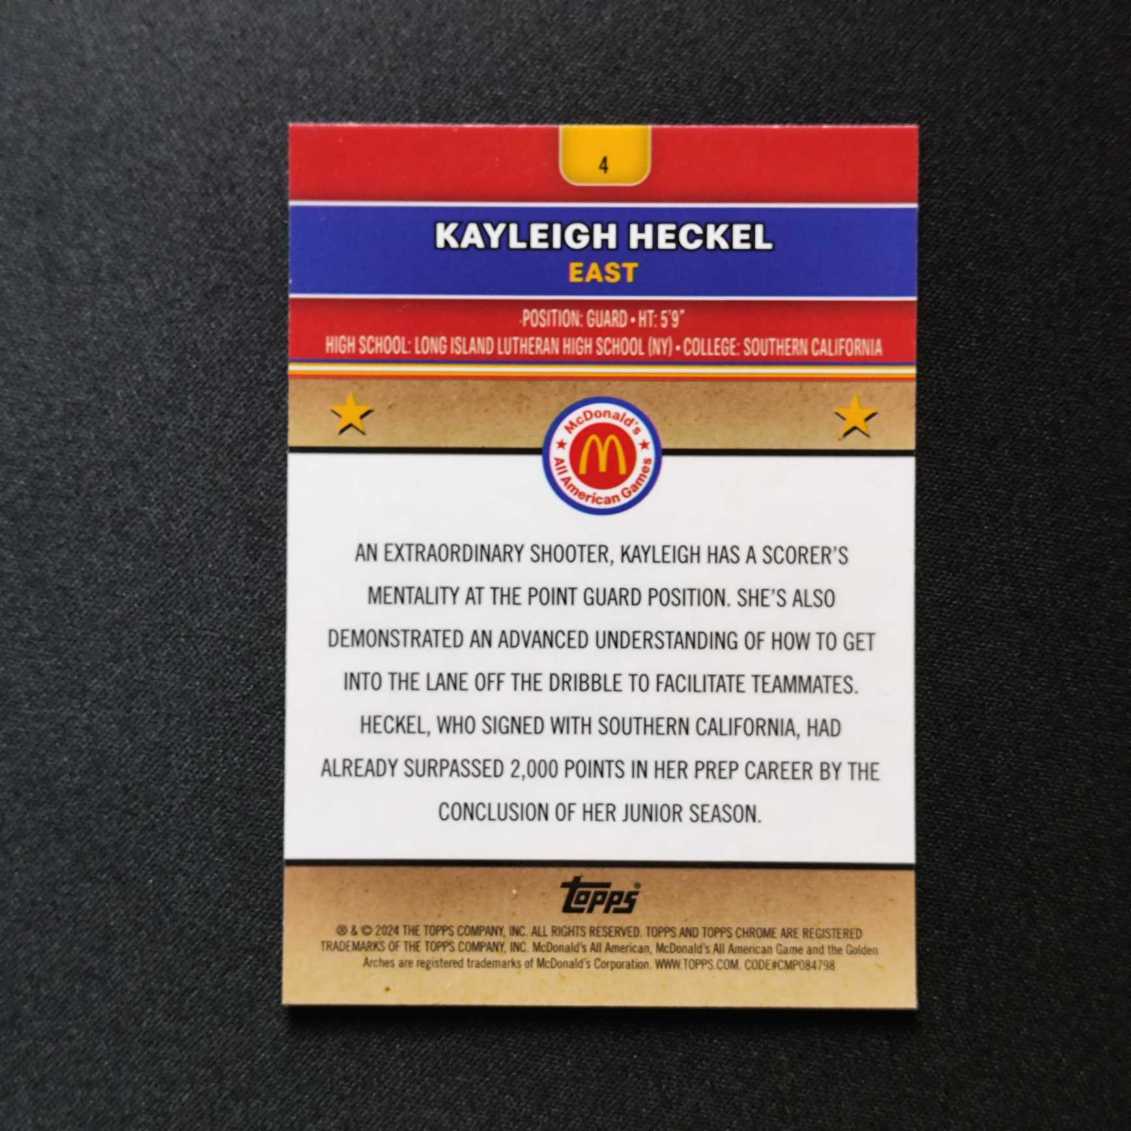 4
KAYLEIGH HECKEL
EAST
POSITION: GUARD • HT: 5'9"
HIGH SCHOOL: LONG ISLAND LUTHERAN HIGH SCHOOL (NY) • COLLEGE: SOUTHERN CALIFORNIA
McDonald's
All American Games
AN EXTRAORDINARY SHOOTER, KAYLEIGH HAS A SCORER'S
MENTALITY AT THE POINT GUARD POSITION. SHE'S ALSO
DEMONSTRATED AN ADVANCED UNDERSTANDING OF HOW TO GET
INTO THE LANE OFF THE DRIBBLE TO FACILITATE TEAMMATES.
HECKEL, WHO SIGNED WITH SOUTHERN CALIFORNIA, HAD
ALREADY SURPASSED 2,000 POINTS IN HER PREP CAREER BY THE
CONCLUSION OF HER JUNIOR SEASON.
Topps®
® & © 2024 THE TOPPS COMPANY, INC. ALL RIGHTS RESERVED. TOPPS AND TOPPS CHROME ARE REGISTERED
TRADEMARKS OF THE TOPPS COMPANY, INC. McDonald's All American, McDonald's All American Game and the Golden
Arches are registered trademarks of McDonald's Corporation. WWW.TOPPS.COM. CODE#CMP084798